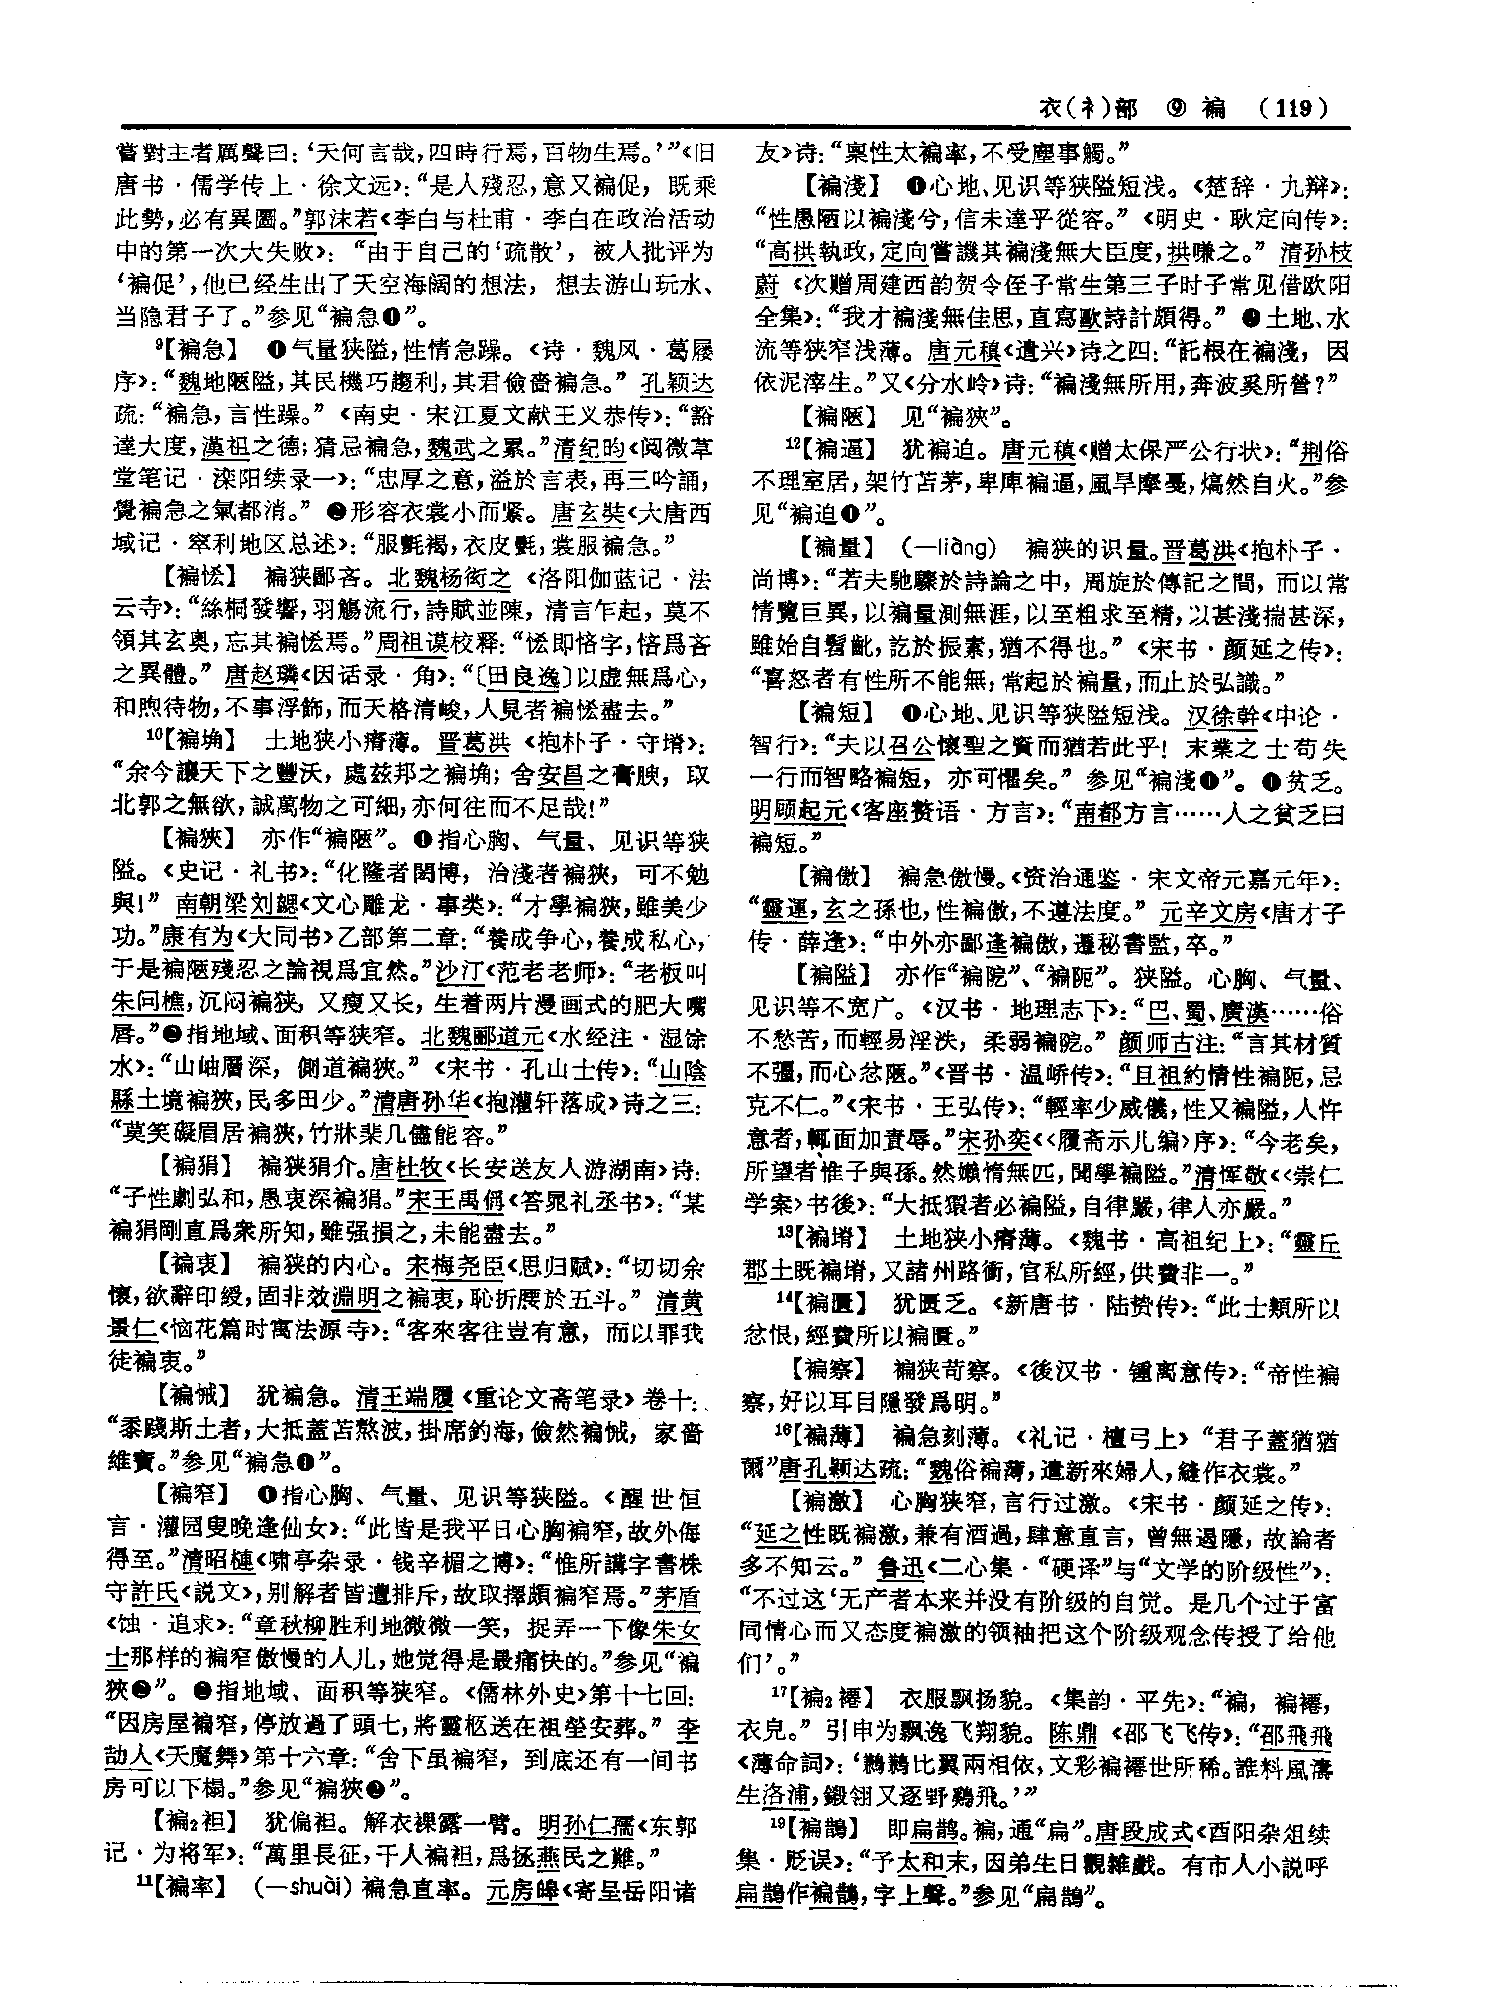 衣(衤)部 ⑨ 褊 (119)
嘗對主者厲聲曰：‘天何言哉，四時行焉，百物生焉。’”《旧
唐书·儒学传上·徐文远》：“是人殘忍，意又褊促，既乘
此勢，必有異圖。”郭沫若《李白与杜甫·李白在政治活动
中的第一次大失败》：“由于自己的‘疏散’，被人批评为
‘褊促’，他已经生出了天空海阔的想法，想去游山玩水、
当隐君子了。”参见“褊急❶”。
⁹【褊急】 ❶气量狭隘，性情急躁。《诗·魏风·葛屦
序》：“魏地陋隘，其民機巧趨利，其君儉嗇褊急。”孔颖达
疏：“褊急，言性躁。”《南史·宋江夏文献王义恭传》：“豁
達大度，漢祖之德；猜忌褊急，魏武之累。”清纪昀《阅微草
堂笔记·滦阳续录一》：“忠厚之意，溢於言表，再三吟誦，
覺褊急之氣都消。”❷形容衣裳小而紧。唐玄奘《大唐西
域记·窣利地区总述》：“服氈褐，衣皮氎，裳服褊急。”
【褊恡】 褊狭鄙吝。北魏杨衒之《洛阳伽蓝记·法
云寺》：“絲桐發響，羽觴流行，詩賦並陳，清言乍起，莫不
領其玄奥，忘其褊恡焉。”周祖谟校释：“恡即悋字，悋爲吝
之異體。”唐赵璘《因话录·角》：“〔田良逸〕以虚無爲心，
和煦待物，不事浮飾，而天格清峻，人見者褊恡盡去。”
¹⁰【褊埆】 土地狭小瘠薄。晋葛洪《抱朴子·守塉》：
“余今讓天下之豐沃，處兹邦之褊埆；舍安昌之膏腴，取
北郭之無欲，誠萬物之可細，亦何往而不足哉！”
【褊狹】 亦作“褊陿”。❶指心胸、气量、见识等狭
隘。《史记·礼书》：“化隆者閎博，治淺者褊狹，可不勉
與！”南朝梁刘勰《文心雕龙·事类》：“才學褊狹，雖美少
功。”康有为《大同书》乙部第二章：“養成争心，養成私心，
于是褊陿殘忍之論視爲宜然。”沙汀《范老老师》：“老板叫
朱问樵，沉闷褊狭，又瘦又长，生着两片漫画式的肥大嘴
唇。”❷指地域、面积等狭窄。北魏郦道元《水经注·湿馀
水》：“山岫層深，側道褊狹。”《宋书·孔山士传》：“山陰
縣土境褊狹，民多田少。”清唐孙华《抱灌轩落成》诗之三：
“莫笑礙眉居褊狹，竹牀棐几儘能容。”
【褊狷】 褊狭狷介。唐杜牧《长安送友人游湖南》诗：
“子性劇弘和，愚衷深褊狷。”宋王禹偁《答晁礼丞书》：“某
褊狷剛直爲衆所知，雖强損之，未能盡去。”
【褊衷】 褊狭的内心。宋梅尧臣《思归赋》：“切切余
懷，欲辭印綬，固非效淵明之褊衷，恥折腰於五斗。”清黄
景仁《恼花篇时寓法源寺》：“客來客往豈有意，而以罪我
徒褊衷。”
【褊悈】 犹褊急。清王端履《重论文斋笔录》卷十：
“黍踐斯土者，大抵蓋苫熬波，掛席釣海，儉然褊悈，家嗇
維寶。”参见“褊急❶”。
【褊窄】 ❶指心胸、气量、见识等狭隘。《醒世恒
言·灌园叟晚逢仙女》：“此皆是我平日心胸褊窄，故外侮
得至。”清昭梿《啸亭杂录·钱辛楣之博》：“惟所講字書株
守許氏《説文》，别解者皆遭排斥，故取擇頗褊窄焉。”茅盾
《蚀·追求》：“章秋柳胜利地微微一笑，捉弄一下像朱女
士那样的褊窄傲慢的人儿，她觉得是最痛快的。”参见“褊
狹❷”。❷指地域、面积等狭窄。《儒林外史》第十七回：
“因房屋褊窄，停放過了頭七，將靈柩送在祖塋安葬。”李
劼人《天魔舞》第十六章：“舍下虽褊窄，到底还有一间书
房可以下榻。”参见“褊狹❷”。
【褊₂袒】 犹偏袒。解衣裸露一臂。明孙仁孺《东郭
记·为将军》：“萬里長征，千人褊袒，爲拯燕民之難。”
¹¹【褊率】 (—shuài)褊急直率。元房皞《寄呈岳阳诸
友》诗：“禀性太褊率，不受塵事觸。”
【褊淺】 ❶心地、见识等狭隘短浅。《楚辞·九辩》：
“性愚陋以褊淺兮，信未達乎從容。”《明史·耿定向传》：
“高拱執政，定向嘗譏其褊淺無大臣度，拱嗛之。”清孙枝
蔚《次赠周建西韵贺令侄子常生第三子时子常见借欧阳
全集》：“我才褊淺無佳思，直寫歐詩計頗得。”❷土地、水
流等狭窄浅薄。唐元稹《遣兴》诗之四：“託根在褊淺，因
依泥滓生。”又《分水岭》诗：“褊淺無所用，奔波奚所營？”
【褊陿】 见“褊狹”。
¹²【褊逼】 犹褊迫。唐元稹《赠太保严公行状》：“荆俗
不理室居，架竹苫茅，卑庳褊逼，風旱摩戛，熇然自火。”参
见“褊迫❶”。
【褊量】 (—liàng) 褊狭的识量。晋葛洪《抱朴子·
尚博》：“若夫馳驟於詩論之中，周旋於傳記之間，而以常
情覽巨異，以褊量測無涯，以至粗求至精，以甚淺揣甚深，
雖始自髫齔，訖於振素，猶不得也。”《宋书·颜延之传》：
“喜怒者有性所不能無，常起於褊量，而止於弘識。”
【褊短】 ❶心地、见识等狭隘短浅。汉徐幹《中论·
智行》：“夫以召公懷聖之資而猶若此乎！末業之士苟失
一行而智略褊短，亦可懼矣。”参见“褊淺❶”。❷贫乏。
明顾起元《客座赘语·方言》：“南都方言……人之貧乏曰
褊短。”
【褊傲】 褊急傲慢。《资治通鉴·宋文帝元嘉元年》：
“靈運，玄之孫也，性褊傲，不遵法度。”元辛文房《唐才子
传·薛逢》：“中外亦鄙逢褊傲，遷秘書監，卒。”
【褊隘】 亦作“褊阸”、“褊阨”。狭隘。心胸、气量、
见识等不宽广。《汉书·地理志下》：“巴、蜀、廣漢……俗
不愁苦，而輕易淫泆，柔弱褊阸。”颜师古注：“言其材質
不彊，而心忿陿。”《晋书·温峤传》：“且祖約情性褊阨，忌
克不仁。”《宋书·王弘传》：“輕率少威儀，性又褊隘，人忤
意者，輒面加責辱。”宋孙奕《〈履斋示儿编〉序》：“今老矣，
所望者惟子與孫。然嬾惰無匹，聞學褊隘。”清恽敬《〈崇仁
学案〉书後》：“大抵狷者必褊隘，自律嚴，律人亦嚴。”
¹³【褊塉】 土地狭小瘠薄。《魏书·高祖纪上》：“靈丘
郡土既褊塉，又諸州路衝，官私所經，供費非一。”
¹⁴【褊匱】 犹匮乏。《新唐书·陆贽传》：“此士類所以
忿恨，經費所以褊匱。”
【褊察】 褊狭苛察。《後汉书·锺离意传》：“帝性褊
察，好以耳目隱發爲明。”
¹⁶【褊薄】 褊急刻薄。《礼记·檀弓上》“君子蓋猶猶
爾”唐孔颖达疏：“魏俗褊薄，遣新來婦人，縫作衣裳。”
【褊激】 心胸狭窄，言行过激。《宋书·颜延之传》：
“延之性既褊激，兼有酒過，肆意直言，曾無遏隱，故論者
多不知云。”鲁迅《二心集·“硬译”与“文学的阶级性”》：
“不过这‘无产者本来并没有阶级的自觉。是几个过于富
同情心而又态度褊激的领袖把这个阶级观念传授了给他
们’。”
¹⁷【褊₂褼】 衣服飘扬貌。《集韵·平先》：“褊，褊褼，
衣皃。”引申为飘逸飞翔貌。陈鼎《邵飞飞传》：“邵飛飛
《薄命詞》：‘鶼鶼比翼兩相依，文彩褊褼世所稀。誰料風濤
生洛浦，鍛翎又逐野鷄飛。’”
¹⁹【褊鹊】 即扁鹊。褊，通“扁”。唐段成式《酉阳杂俎续
集·贬误》：“予太和末，因弟生日觀雜戲。有市人小説呼
扁鵲作褊鵲，字上聲。”参见“扁鹊”。